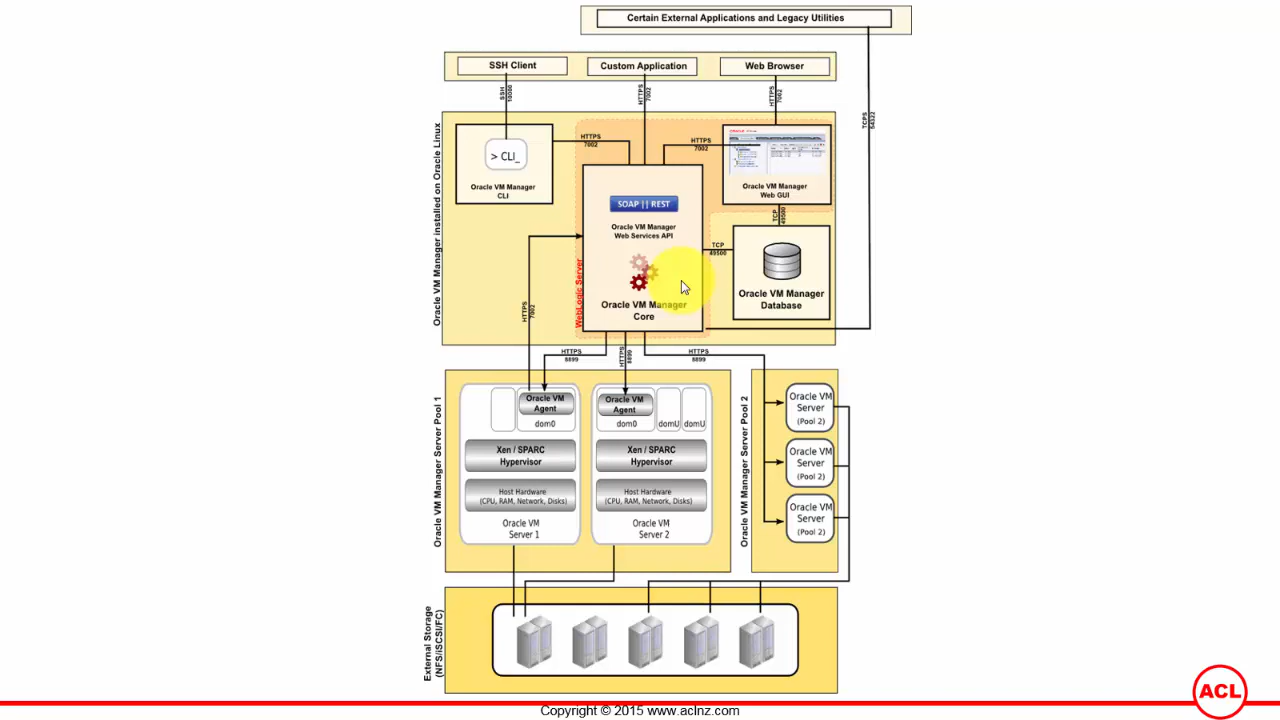 Certain External Applications and Legacy Utilities
SSH Client
Custom Application
Web Browser
SSH
10000
HTTPS
7002
HTTPS
7002
TCPS
54322
Oracle VM Manager installed on Oracle Linux
> CLI_
Oracle VM Manager
CLI
HTTPS
7002
HTTPS
7002
Oracle VM Manager
Web GUI
SOAP || REST
Oracle VM Manager
Web Services API
TCP
49500
TCP
49500
WebLogic Server
Oracle VM Manager
Core
Oracle VM Manager
Database
HTTPS
7002
HTTPS
8899
HTTPS
8899
HTTPS
8899
Oracle VM Manager Server Pool 1
Oracle VM
Agent
dom0
Xen / SPARC
Hypervisor
Host Hardware
(CPU, RAM, Network, Disks)
Oracle VM
Server 1
Oracle VM
Agent
dom0
domU
domU
Xen / SPARC
Hypervisor
Host Hardware
(CPU, RAM, Network, Disks)
Oracle VM
Server 2
Oracle VM Manager Server Pool 2
Oracle VM
Server
(Pool 2)
Oracle VM
Server
(Pool 2)
Oracle VM
Server
(Pool 2)
External Storage
(NFS/iSCSI/FC)
ACL
Copyright © 2015 www.aclnz.com